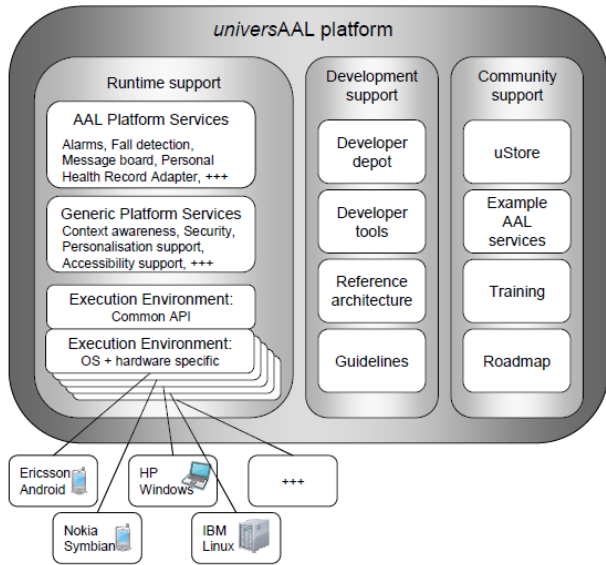 universAAL platform
Runtime support
AAL Platform Services
Alarms, Fall detection,
Message board, Personal
Health Record Adapter, +++
Generic Platform Services
Context awareness, Security,
Personalisation support,
Accessibility support, +++
Execution Environment:
Common API
Execution Environment:
OS + hardware specific
Development
support
Developer
depot
Developer
tools
Reference
architecture
Guidelines
Community
support
uStore
Example
AAL
services
Training
Roadmap
Ericsson
Android
HP
Windows
+++
Nokia
Symbian
IBM
Linux